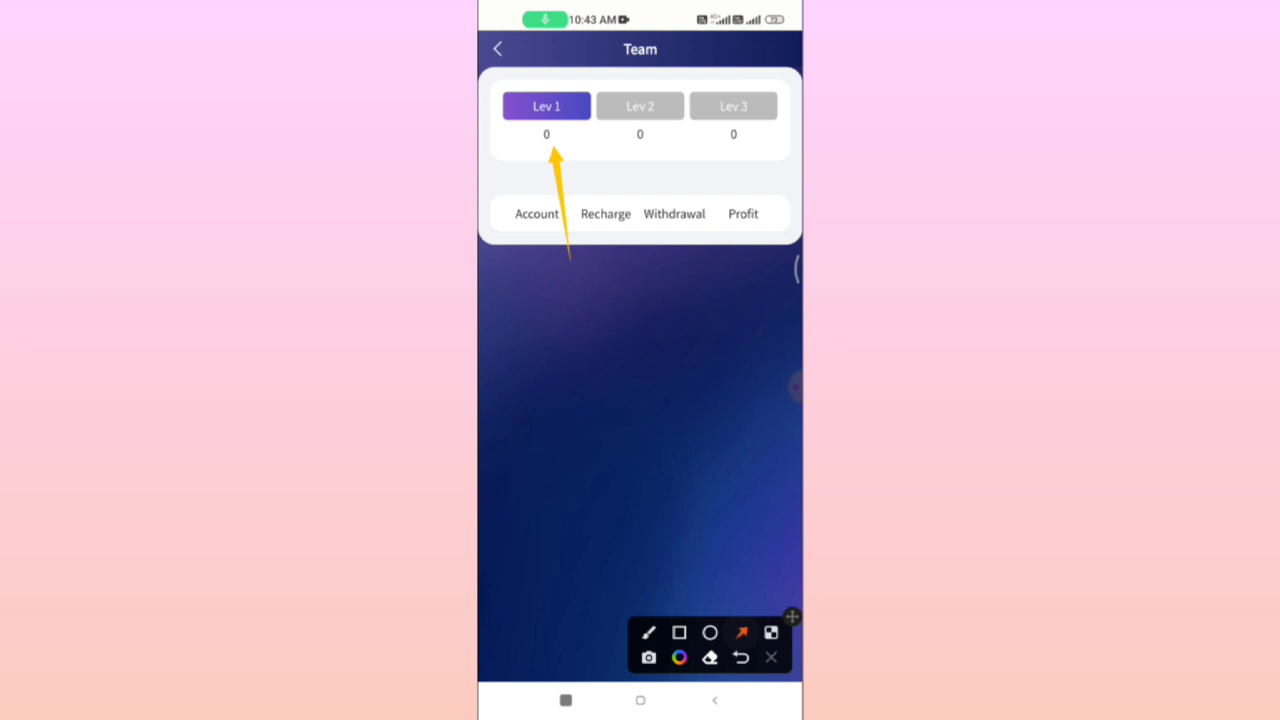 10:43 AM
Team
Lev 1 Lev 2 Lev 3
0 0 0
Account Recharge Withdrawal Profit